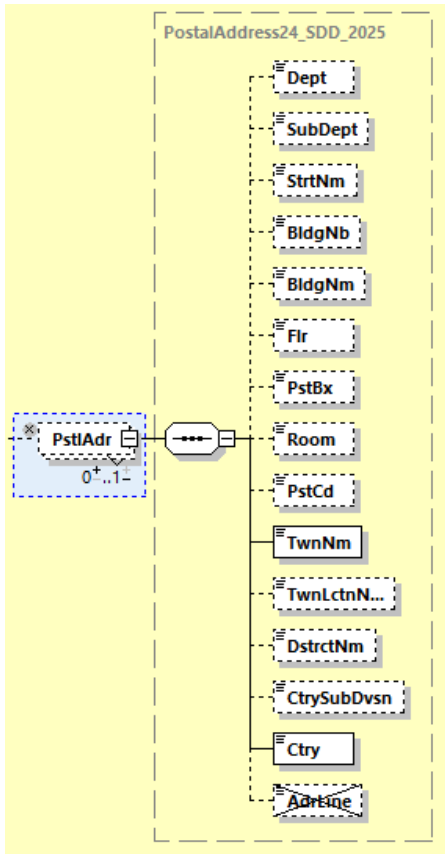 PostalAddress24_SDD_2025
Dept
SubDept
StrtNm
BldgNb
BldgNm
Flr
PstBx
PstlAdr
0..1
Room
PstCd
TwnNm
TwnLctnN...
DstrctNm
CtrySubDvsn
Ctry
AdrLine